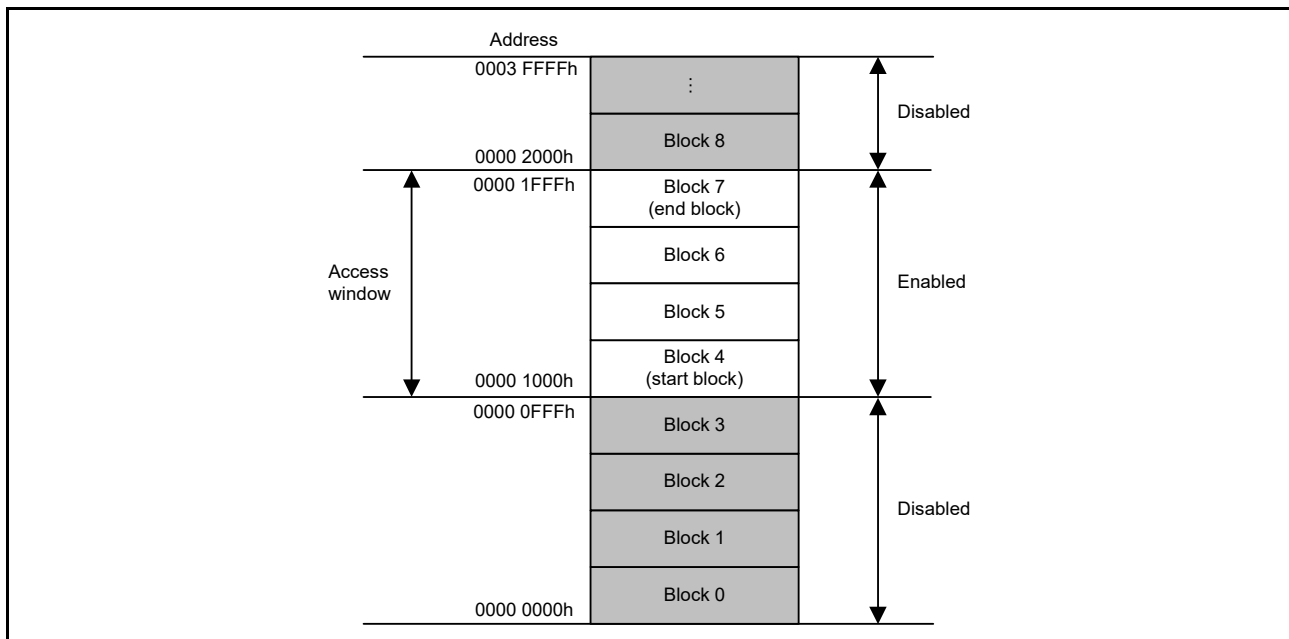 Address
0003 FFFFh
⋮
Disabled
Block 8
0000 2000h
0000 1FFFh
Block 7
(end block)
Block 6
Access
window
Enabled
Block 5
Block 4
(start block)
0000 1000h
0000 0FFFh
Block 3
Block 2
Disabled
Block 1
Block 0
0000 0000h